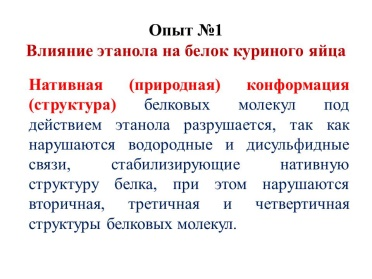 Опыт №1
Влияние этанола на белок куриного яйца
Нативная (природная) конформация
(структура) белковых молекул под
действием этанола разрушается, так как
нарушаются водородные и дисульфидные
связи, стабилизирующие нативную
структуру белка, при этом нарушаются
вторичная, третичная и четвертичная
структуры белковых молекул.